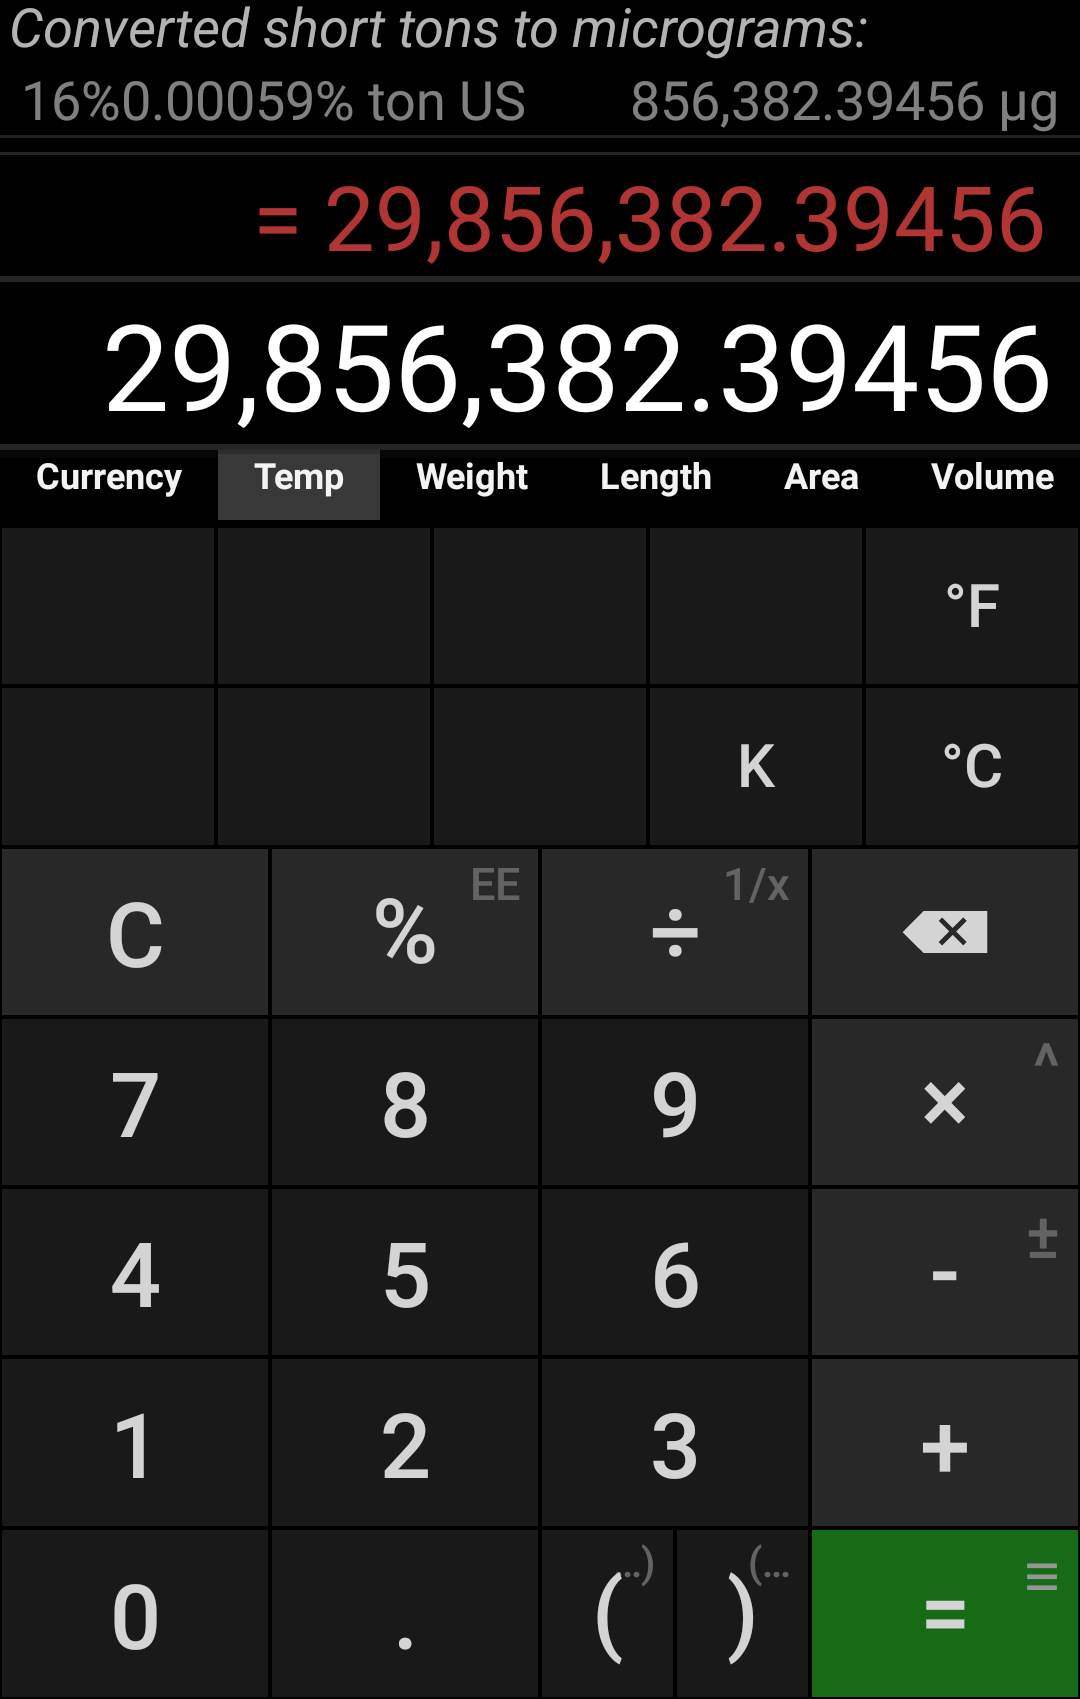 Converted short tons to micrograms:
16%0.00059% ton US 856,382.39456 µg
= 29,856,382.39456
29,856,382.39456
Currency Temp Weight Length Area Volume
°F
K °C
C % EE ÷ 1/x
7 8 9 × ^
4 5 6 - ±
1 2 3 +
0 . ( ..) ) (... = ≡